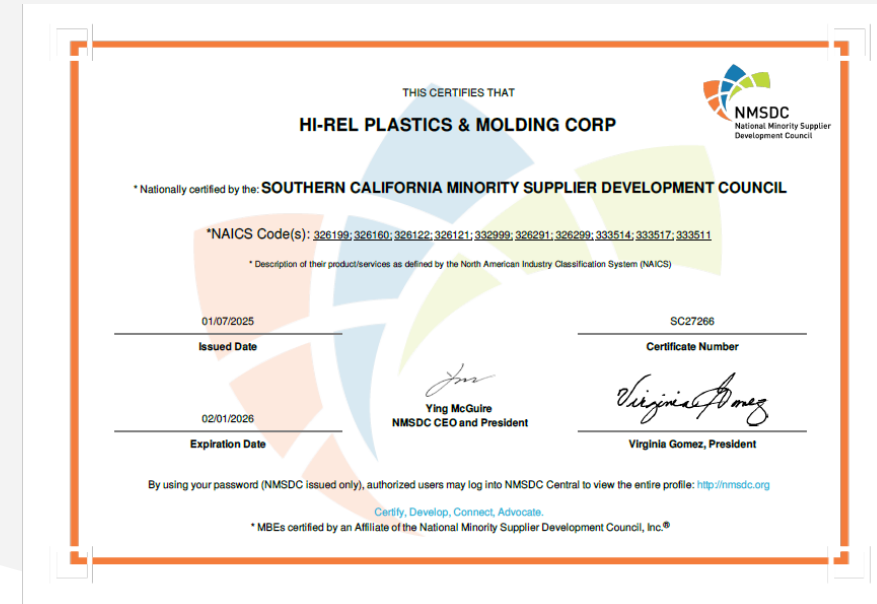 THIS CERTIFIES THAT
HI-REL PLASTICS & MOLDING CORP
NMSDC
National Minority Supplier
Development Council
* Nationally certified by the: SOUTHERN CALIFORNIA MINORITY SUPPLIER DEVELOPMENT COUNCIL
*NAICS Code(s): 326199; 326160; 326122; 326121; 332999; 326291; 326299; 333514; 333517; 333511
* Description of their product/services as defined by the North American Industry Classification System (NAICS)
01/07/2025
Issued Date
SC27266
Certificate Number
Ying McGuire
NMSDC CEO and President
02/01/2026
Expiration Date
Virginia Gomez
Virginia Gomez, President
By using your password (NMSDC issued only), authorized users may log into NMSDC Central to view the entire profile: http://nmsdc.org
Certify, Develop, Connect, Advocate.
* MBEs certified by an Affiliate of the National Minority Supplier Development Council, Inc.®